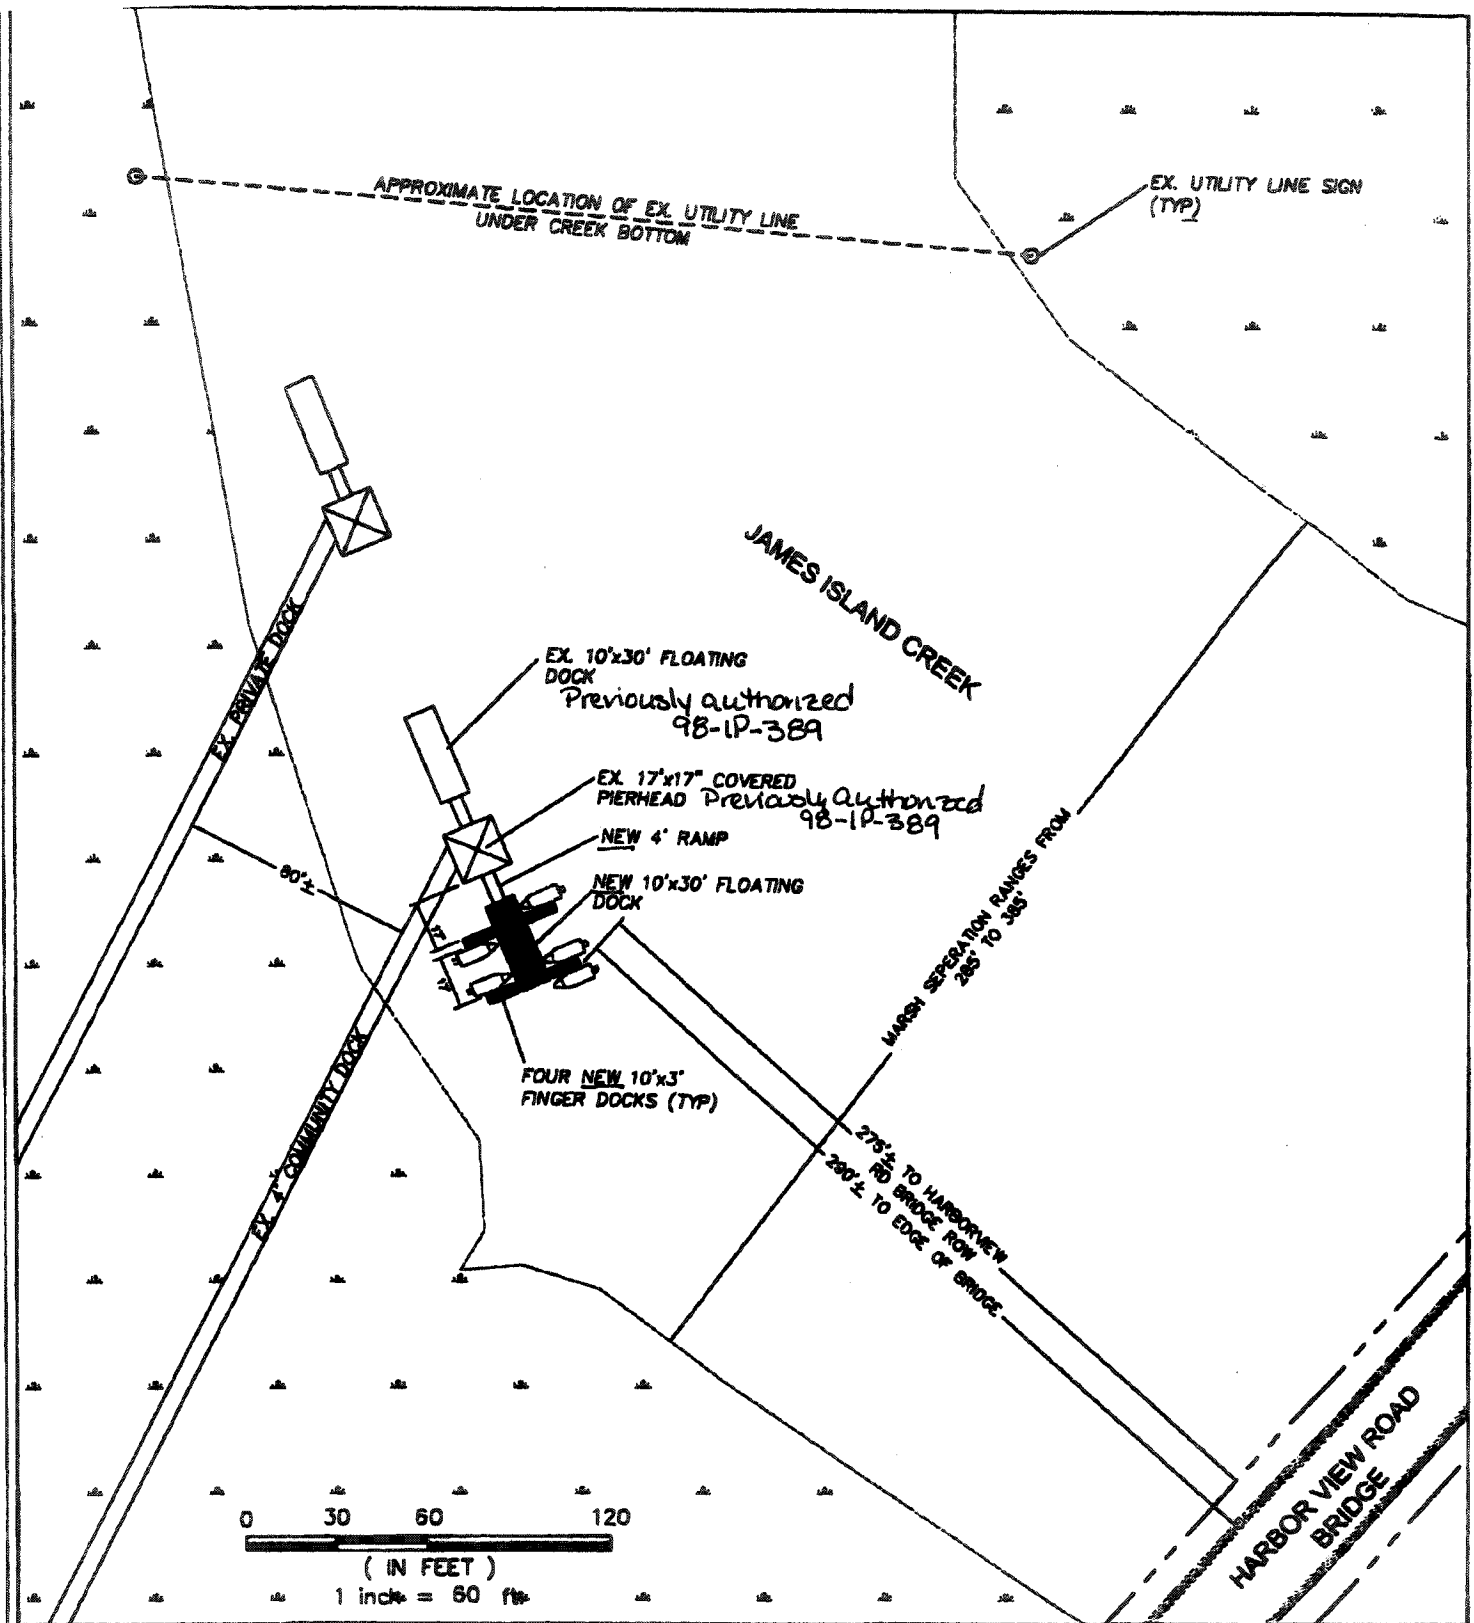 APPROXIMATE LOCATION OF EX. UTILITY LINE
UNDER CREEK BOTTOM
EX. UTILITY LINE SIGN
(TYP)
JAMES ISLAND CREEK
EX. PRIVATE DOCK
EX. 10'x30' FLOATING
DOCK
Previously authorized
98-1P-389
EX. 17'x17" COVERED
PIERHEAD Previously Authorized
98-1P-389
NEW 4' RAMP
NEW 10'x30' FLOATING
DOCK
80'±
17'
17'
MARSH SEPERATION RANGES FROM
285' TO 385'
FOUR NEW 10'x3'
FINGER DOCKS (TYP)
EX. 4' COMMUNITY DOCK
275'± TO HARBORVIEW
RD BRIDGE ROW
290'± TO EDGE OF BRIDGE
HARBOR VIEW ROAD
BRIDGE
0 30 60 120
( IN FEET )
1 inch = 60 ft.